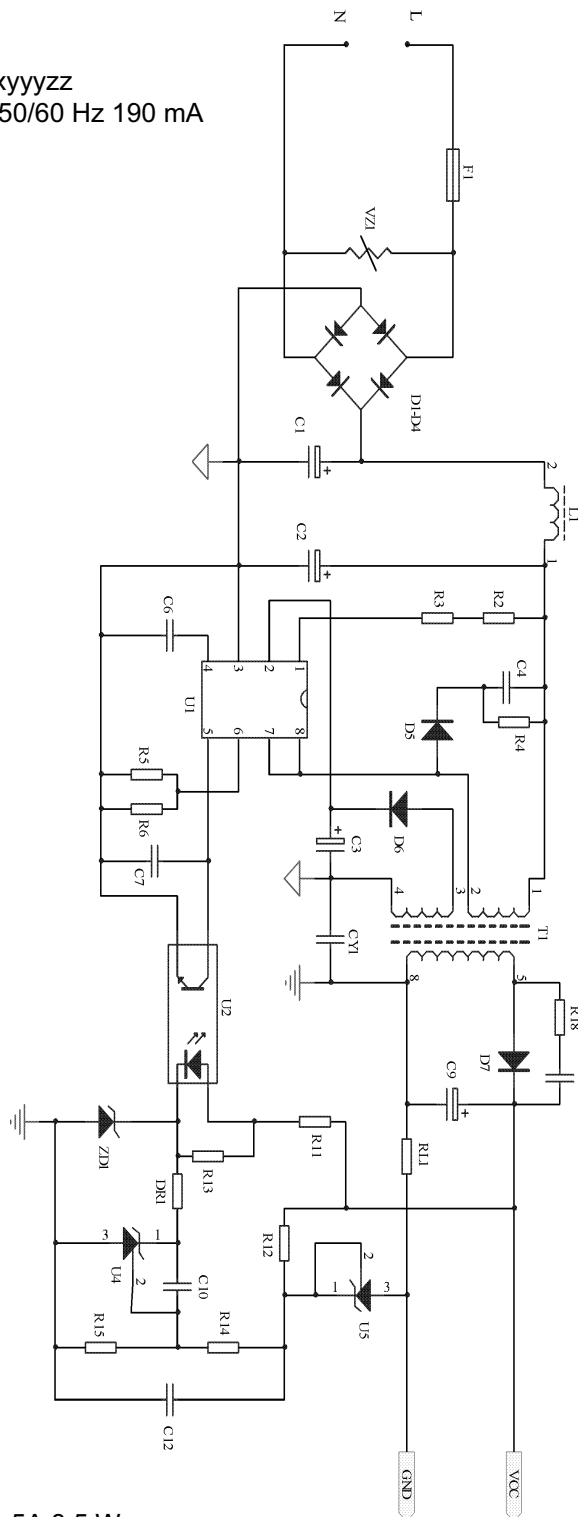 N L
xyyyzz
50/60 Hz 190 mA
F1
VZ1
D1-D4
C1
+
2
L1
1
C2
+
R3
R2
C6
C4
R4
4
3
2
1
U1
5
6
7
8
D5
R5
R6
C7
+
C3
D6
4
3
2
1
T1
CY1
8
5
U2
R18
D7
C9
+
ZD1
R13
R11
RL1
DR1
R12
3
1
U4
2
C10
2
1
3
U5
R15
R14
C12
GND
VCC
5A 2.5 W